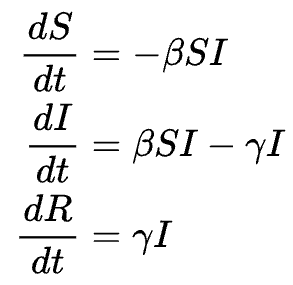 dS/dt = -βSI
dI/dt = βSI - γI
dR/dt = γI